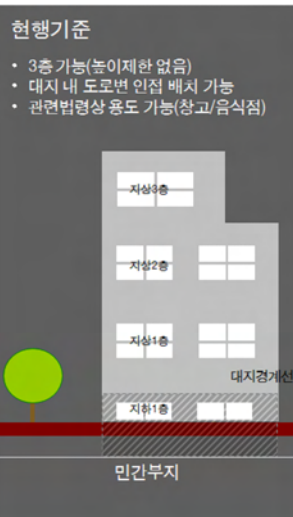 현행기준
• 3층 가능(높이제한 없음)
• 대지 내 도로변 인접 배치 가능
• 관련법령상 용도 가능(창고/음식점)
지상3층
지상2층
지상1층
대지경계선
지하1층
민간부지